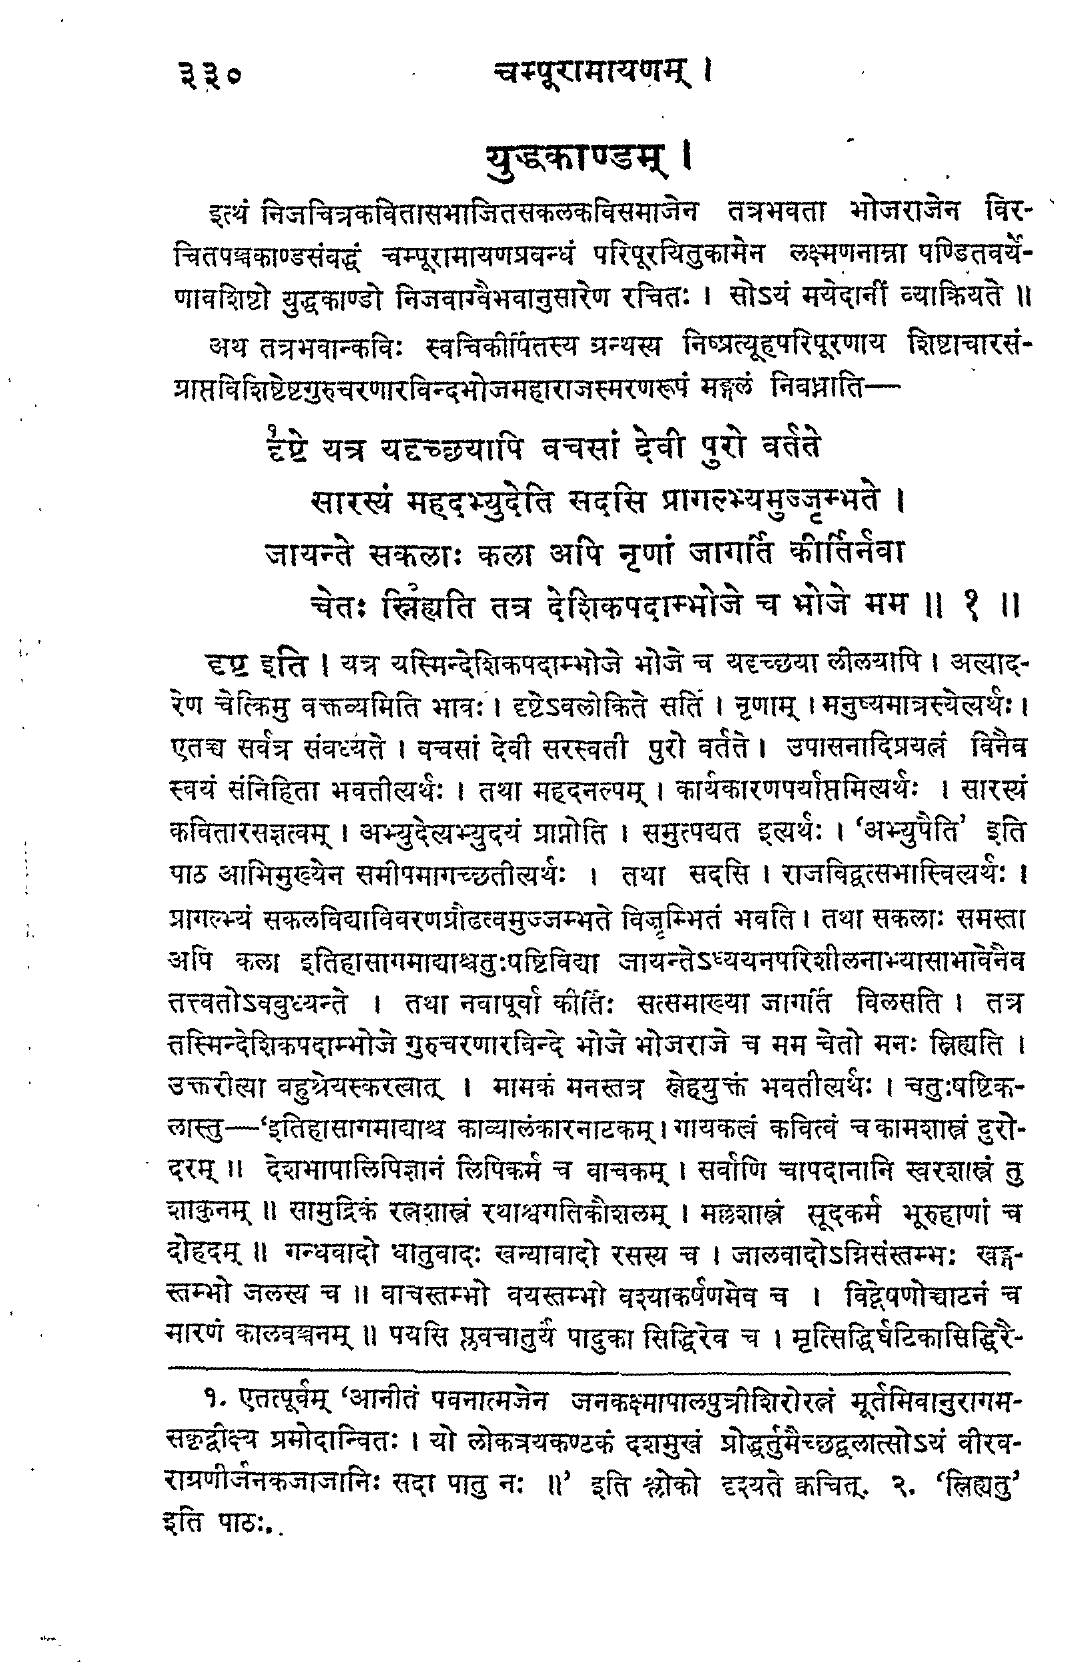 ३३० चम्पूरामायणम् ।
युद्धकाण्डम् ।
इत्थं निजचित्रकवितासभाजितसकलकविसमाजेन तत्रभवता भोजराजेन विर-
चितपञ्चकाण्डसंबद्धं चम्पूरामायणप्रबन्धं परिपूरयितुकामेन लक्ष्मणनाम्ना पण्डितवर्ये-
णावशिष्टो युद्धकाण्डो निजवाग्वैभवानुसारेण रचितः । सोऽयं मयेदानीं व्याक्रियते ॥
अथ तत्रभवान्कविः स्वचिकीर्षितस्य ग्रन्थस्य निष्प्रत्यूहपरिपूरणाय शिष्टाचारसं-
प्राप्तविशिष्टेष्टगुरुचरणारविन्दभोजमहाराजस्मरणरूपं मङ्गलं निबध्नाति—
१दृष्टे यत्र यदृच्छयापि वचसां देवी पुरो वर्तते
सारस्यं महदभ्युदेति सदसि प्रागल्भ्यमुज्जृम्भते ।
जायन्ते सकलाः कला अपि नृणां जागर्ति कीर्तिर्नवा
चेतः स्निह्यति२ तत्र देशिकपदाम्भोजे च भोजे मम ॥ १ ॥
दृष्ट इति । यत्र यस्मिन्देशिकपदाम्भोजे भोजे च यदृच्छया लीलयापि । अत्याद-
रेण चेत्किमु वक्तव्यमिति भावः । दृष्टेऽवलोकिते सति । नृणाम् । मनुष्यमात्रस्येत्यर्थः ।
एतच्च सर्वत्र संबध्यते । वचसां देवी सरस्वती पुरो वर्तते । उपासनादिप्रयत्नं विनैव
स्वयं संनिहिता भवतीत्यर्थः । तथा महदनल्पम् । कार्यकारणपर्याप्तमित्यर्थः । सारस्यं
कवितारसज्ञत्वम् । अभ्युदेत्यभ्युदयं प्राप्नोति । समुत्पद्यत इत्यर्थः । ‘अभ्युपैति’ इति
पाठ आभिमुख्येन समीपमागच्छतीत्यर्थः । तथा सदसि । राजविद्वत्सभास्वित्यर्थः ।
प्रागल्भ्यं सकलविद्याविवरणप्रौढत्वमुज्जम्भते विजृम्भितं भवति । तथा सकलाः समस्ता
अपि कला इतिहासागमाद्याश्चतुःषष्टिविद्या जायन्तेऽध्ययनपरिशीलनाभ्यासाभावेनैव
तत्त्वतोऽवबुध्यन्ते । तथा नवापूर्वा कीर्तिः सत्समाख्या जागर्ति विलसति । तत्र
तस्मिन्देशिकपदाम्भोजे गुरुचरणारविन्दे भोजे भोजराजे च मम चेतो मनः स्निह्यति ।
उक्तरीत्या बहुश्रेयस्करत्वात् । मामकं मनस्तत्र स्नेहयुक्तं भवतीत्यर्थः । चतुःषष्टिक-
लास्तु—‘इतिहासागमाद्याश्च काव्यालंकारनाटकम् । गायकत्वं कवित्वं च कामशास्त्रं दुरो-
दरम् ॥ देशभाषालिपिज्ञानं लिपिकर्म च वाचकम् । सर्वाणि चापदानानि स्वरशास्त्रं तु
शाकुनम् ॥ सामुद्रिकं रत्नशास्त्रं रथाश्वगतिकौशलम् । मल्लशास्त्रं सूदकर्म भूरुहाणां च
दोहदम् ॥ गन्धवादो धातुवादः खन्यावादो रसस्य च । जालवादोऽग्निसंस्तम्भः खड्ग-
स्तम्भो जलस्य च ॥ वाचस्तम्भो वयस्तम्भो वश्याकर्षणमेव च । विद्वेषणोच्चाटनं च
मारणं कालवञ्चनम् ॥ पयसि प्लवचातुर्यं पादुका सिद्धिरेव च । मृत्सिद्धिर्घटिकासिद्धिरै-
१. एतत्पूर्वम् ‘आनीतं पवनात्मजेन जनकक्ष्मापालपुत्रीशिरोरत्नं मूर्तमिवानुरागम-
सकृद्वीक्ष्य प्रमोदान्वितः । यो लोकत्रयकण्टकं दशमुखं प्रोद्धर्तुमैच्छद्बलात्सोऽयं वीरव-
राग्रणीर्जनकजाजानिः सदा पातु नः ॥’ इति श्लोको दृश्यते क्वचित्. २. ‘स्निह्यतु’
इति पाठः.